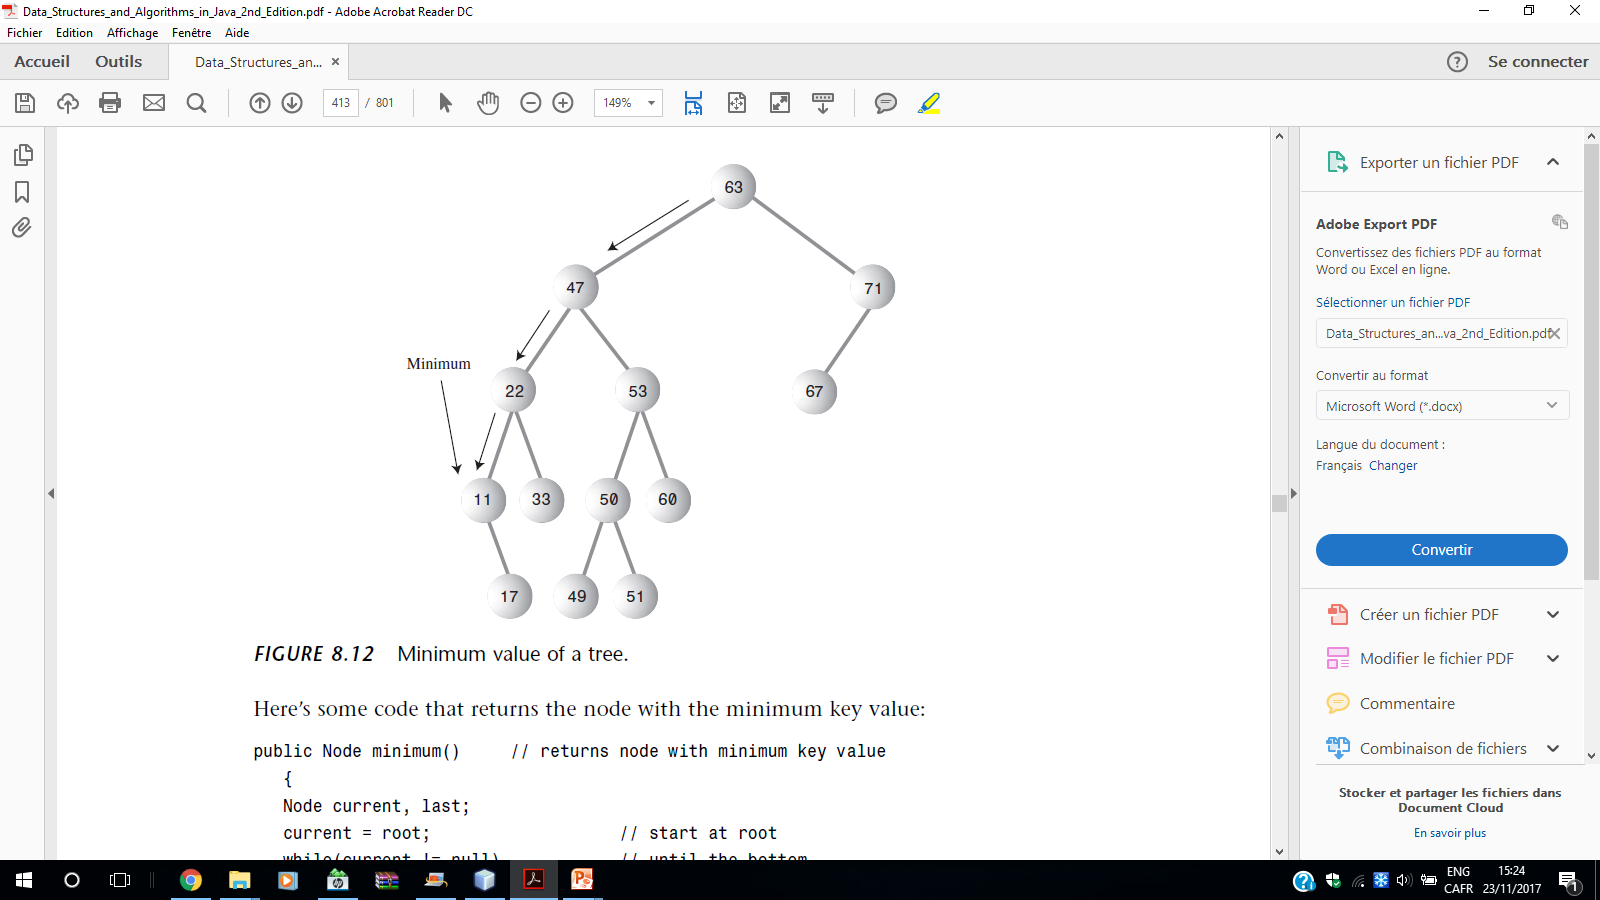 Data_Structures_and_Algorithms_in_Java_2nd_Edition.pdf - Adobe Acrobat Reader DC
Fichier Edition Affichage Fenêtre Aide
Accueil Outils Data_Structures_an... × ? Se connecter
413 / 801 149%
63
47 71
Minimum
22 53 67
11 33 50 60
17 49 51
FIGURE 8.12 Minimum value of a tree.
Here's some code that returns the node with the minimum key value:
public Node minimum() // returns node with minimum key value
{
Node current, last;
current = root; // start at root
while(current != null) // until the bottom
Exporter un fichier PDF
Adobe Export PDF
Convertissez des fichiers PDF au format
Word ou Excel en ligne.
Sélectionner un fichier PDF
Data_Structures_an...va_2nd_Edition.pdf
Convertir au format
Microsoft Word (*.docx)
Langue du document :
Français Changer
Convertir
Créer un fichier PDF
Modifier le fichier PDF
Commentaire
Combinaison de fichiers
Stocker et partager les fichiers dans
Document Cloud
En savoir plus
ENG 15:24
CAFR 23/11/2017 1